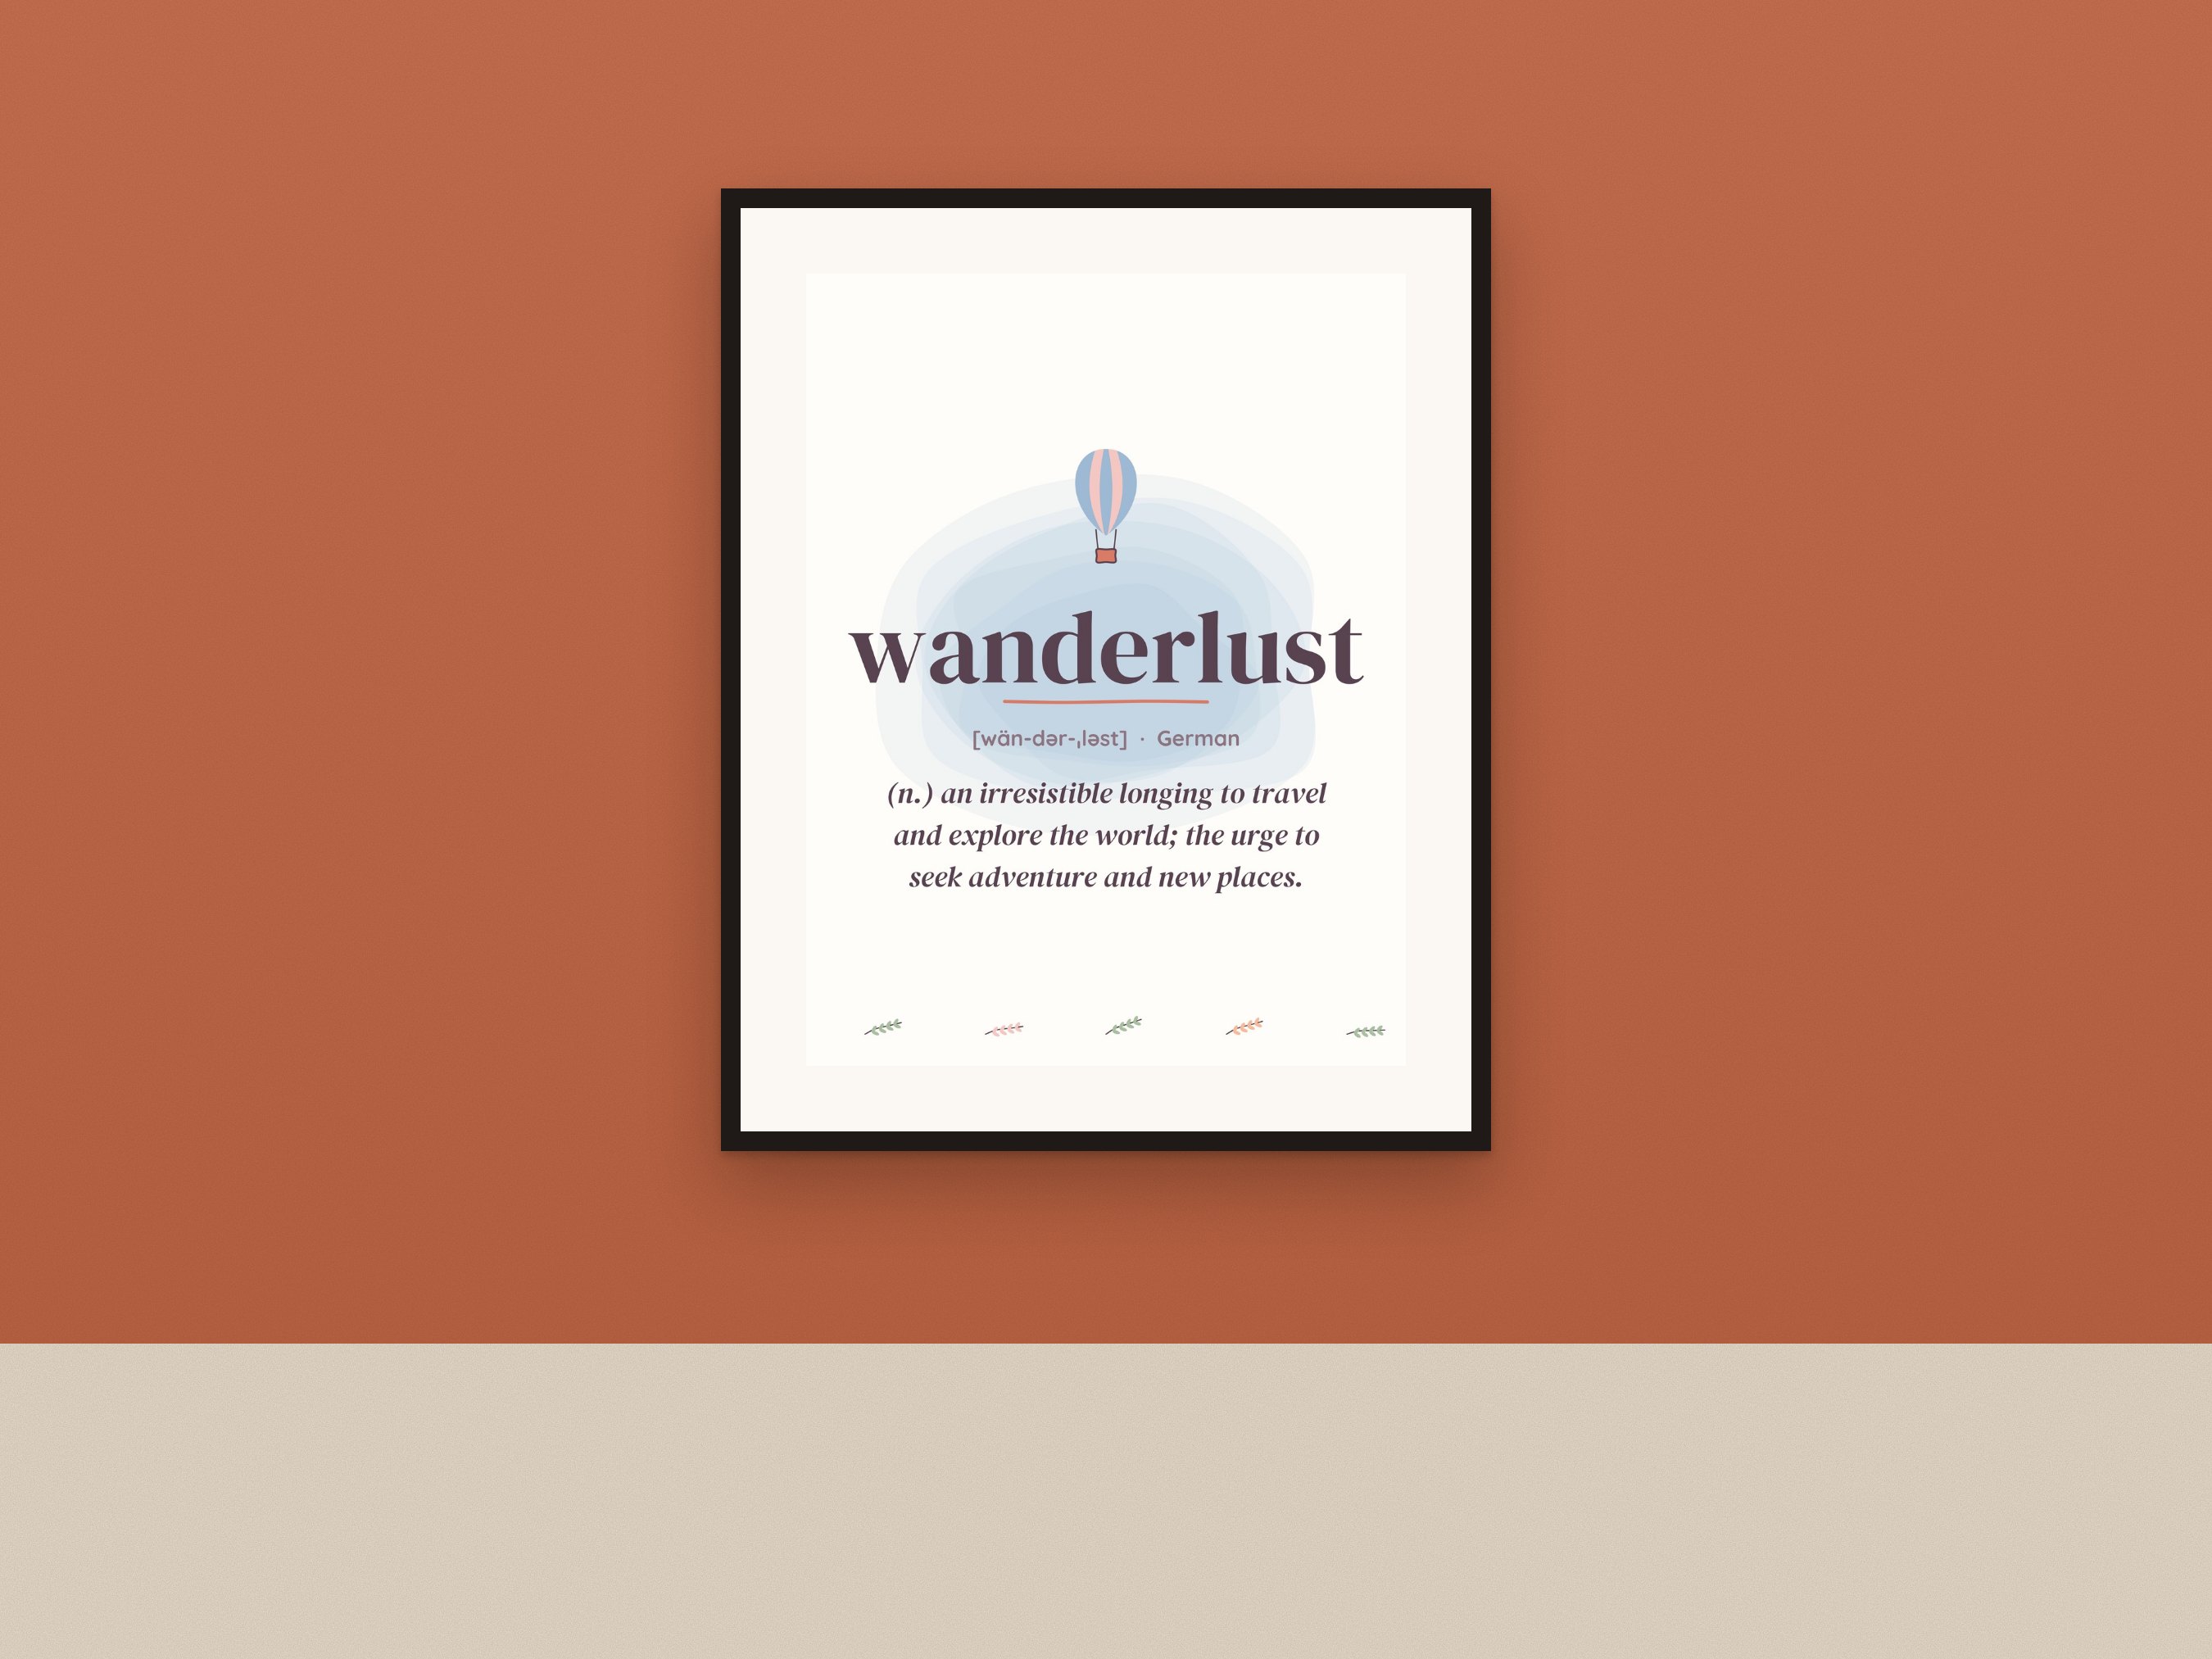 wanderlust
[wän-dər-ˌləst] · German
(n.) an irresistible longing to travel
and explore the world; the urge to
seek adventure and new places.